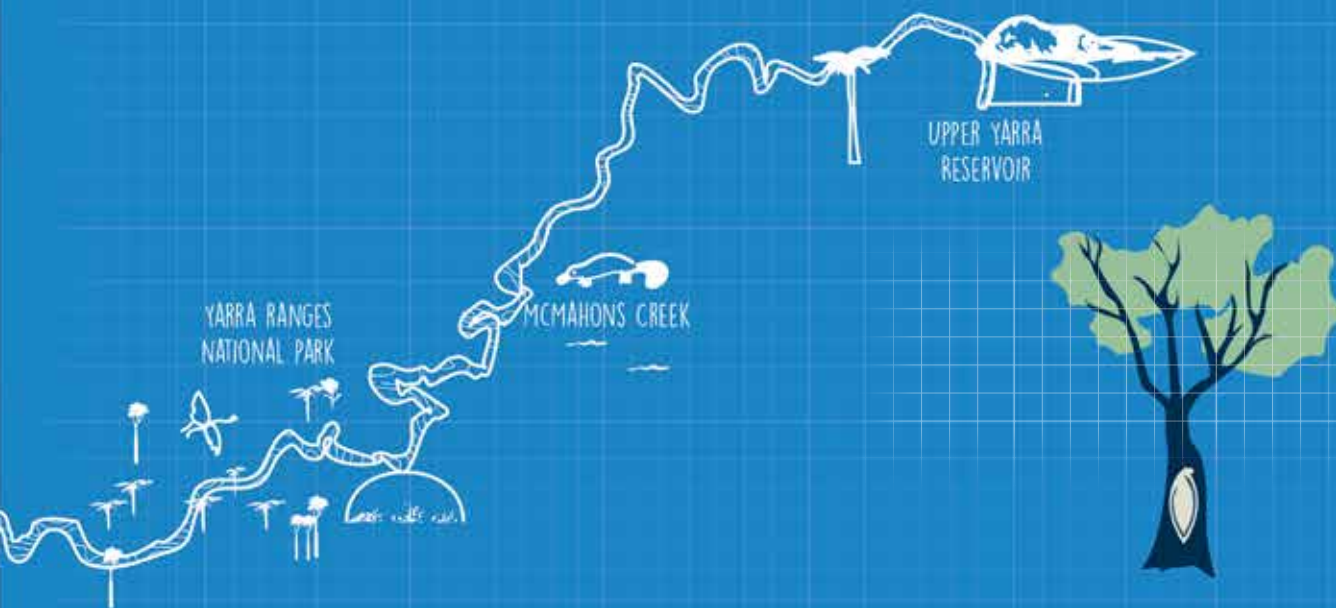 UPPER YARRA
RESERVOIR
MCMAHONS CREEK
YARRA RANGES
NATIONAL PARK